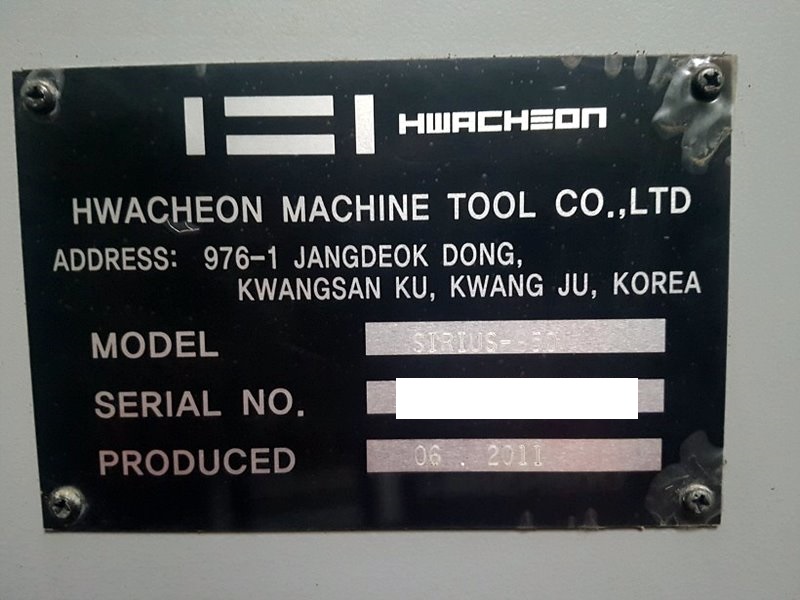 HWACHEON
HWACHEON MACHINE TOOL CO.,LTD
ADDRESS: 976-1 JANGDEOK DONG,
KWANGSAN KU, KWANG JU, KOREA
MODEL
SERIAL NO.
PRODUCED 06 . 2011